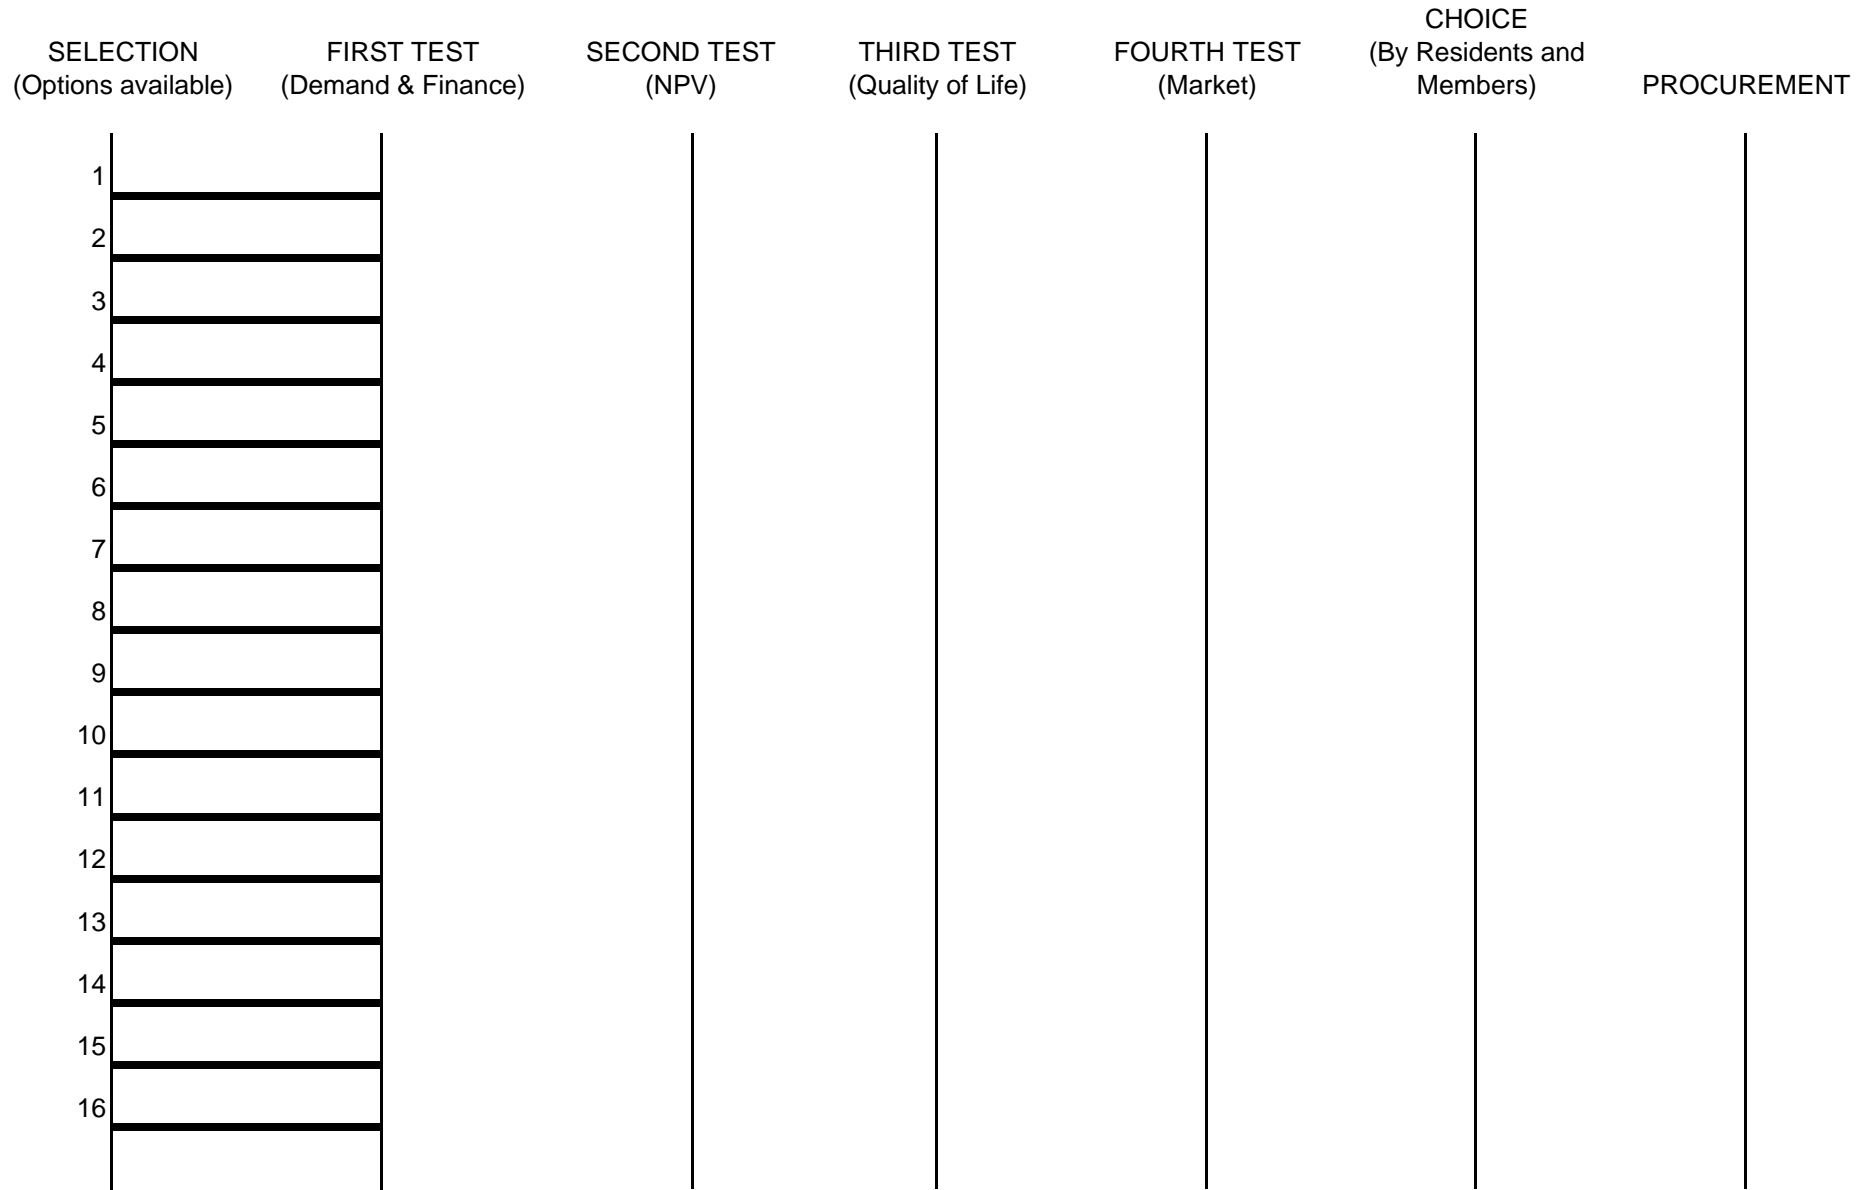 SELECTION
(Options available)
FIRST TEST
(Demand & Finance)
SECOND TEST
(NPV)
THIRD TEST
(Quality of Life)
FOURTH TEST
(Market)
CHOICE
(By Residents and
Members)
PROCUREMENT
1
2
3
4
5
6
7
8
9
10
11
12
13
14
15
16